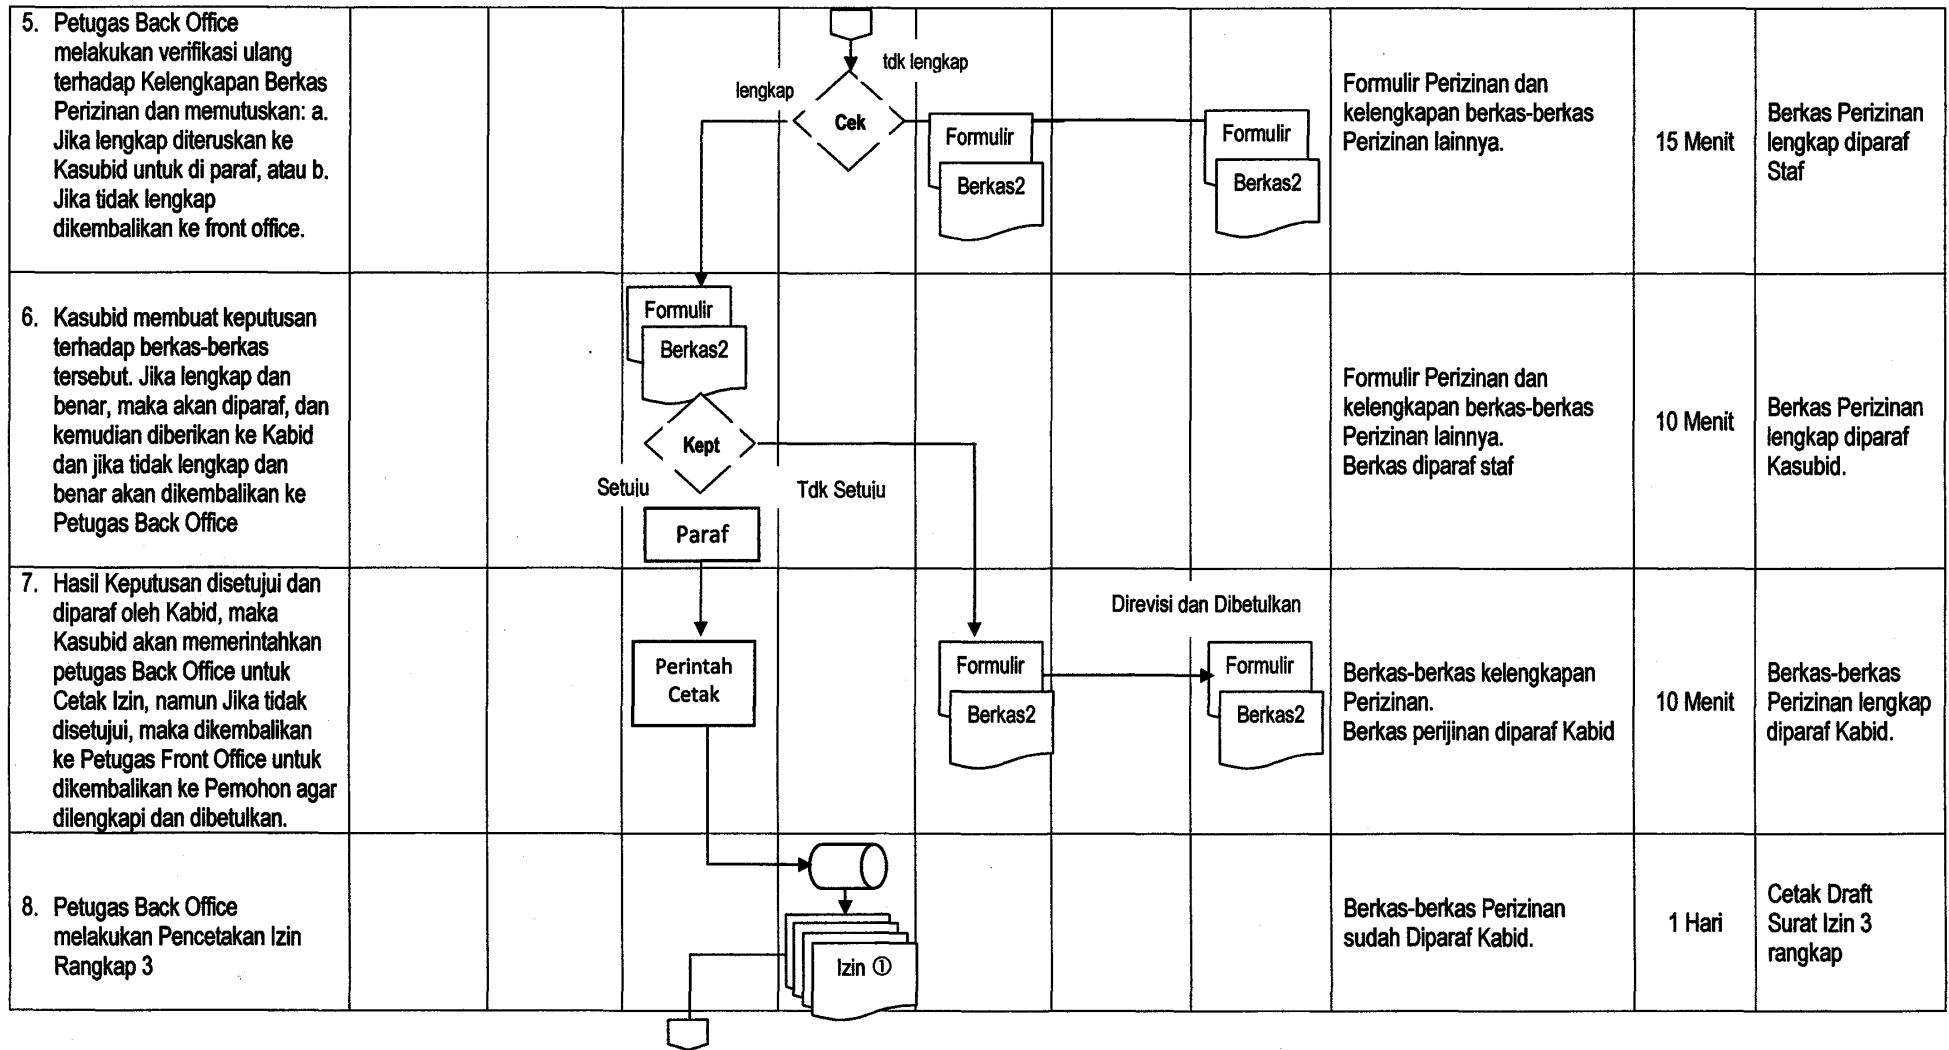 5. Petugas Back Office
melakukan verifikasi ulang
terhadap Kelengkapan Berkas
Perizinan dan memutuskan: a.
Jika lengkap diteruskan ke
Kasubid untuk di paraf, atau b.
Jika tidak lengkap
dikembalikan ke front office.
tdk lengkap
lengkap
Cek
Formulir
Berkas2
Formulir
Berkas2
Formulir Perizinan dan
kelengkapan berkas-berkas
Perizinan lainnya.
15 Menit
Berkas Perizinan
lengkap diparaf
Staf
6. Kasubid membuat keputusan
terhadap berkas-berkas
tersebut. Jika lengkap dan
benar, maka akan diparaf, dan
kemudian diberikan ke Kabid
dan jika tidak lengkap dan
benar akan dikembalikan ke
Petugas Back Office
Formulir
Berkas2
Kept
Setuju
Tdk Setuju
Paraf
Formulir Perizinan dan
kelengkapan berkas-berkas
Perizinan lainnya.
Berkas diparaf staf
10 Menit
Berkas Perizinan
lengkap diparaf
Kasubid.
7. Hasil Keputusan disetujui dan
diparaf oleh Kabid, maka
Kasubid akan memerintahkan
petugas Back Office untuk
Cetak Izin, namun Jika tidak
disetujui, maka dikembalikan
ke Petugas Front Office untuk
dikembalikan ke Pemohon agar
dilengkapi dan dibetulkan.
Direvisi dan Dibetulkan
Perintah
Cetak
Formulir
Berkas2
Formulir
Berkas2
Berkas-berkas kelengkapan
Perizinan.
Berkas perijinan diparaf Kabid
10 Menit
Berkas-berkas
Perizinan lengkap
diparaf Kabid.
8. Petugas Back Office
melakukan Pencetakan Izin
Rangkap 3
Izin ①
Berkas-berkas Perizinan
sudah Diparaf Kabid.
1 Hari
Cetak Draft
Surat Izin 3
rangkap